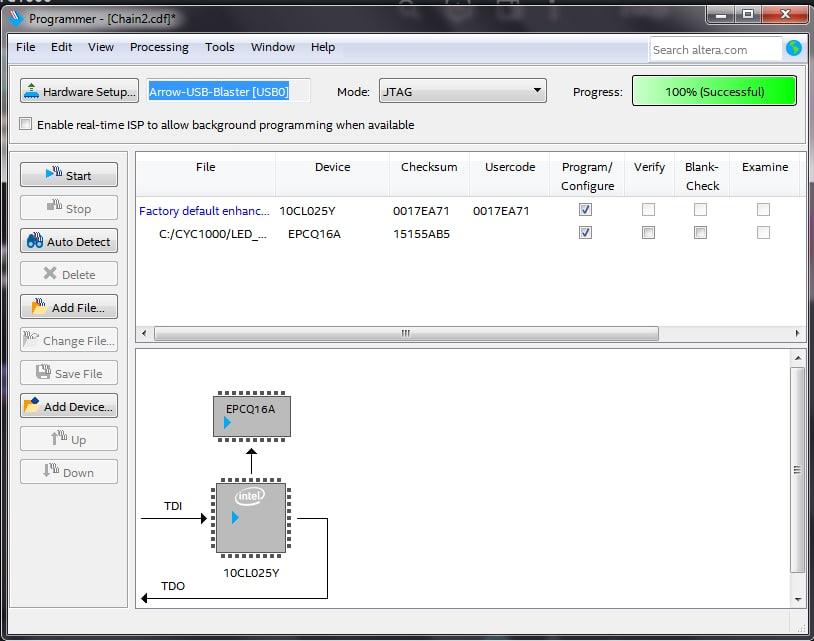 Programmer - [Chain2.cdf]*
File Edit View Processing Tools Window Help
Search altera.com
Hardware Setup... Arrow-USB-Blaster [USB0] Mode: JTAG Progress: 100% (Successful)
Enable real-time ISP to allow background programming when available
Start
Stop
Auto Detect
Delete
Add File...
Change File...
Save File
Add Device...
Up
Down
File Device Checksum Usercode Program/ Verify Blank- Examine
Configure Check
Factory default enhanc... 10CL025Y 0017EA71 0017EA71
C:/CYC1000/LED_... EPCQ16A 15155AB5
EPCQ16A
intel
TDI
10CL025Y
TDO